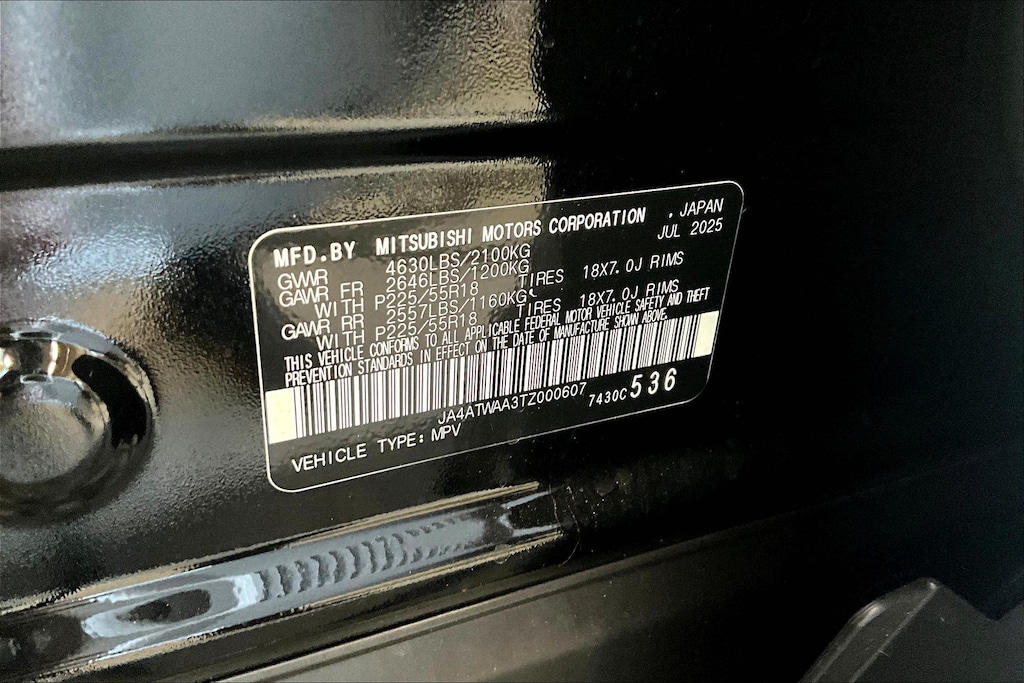 MFD.BY MITSUBISHI MOTORS CORPORATION . JAPAN
JUL 2025
GVWR 4630LBS/2100KG
GAWR FR 2646LBS/1200KG
WITH P225/55R18 TIRES 18X7.0J RIMS
GAWR RR 2557LBS/1160KG
WITH P225/55R18 TIRES 18X7.0J RIMS
THIS VEHICLE CONFORMS TO ALL APPLICABLE FEDERAL MOTOR VEHICLE SAFETY AND THEFT
PREVENTION STANDARDS IN EFFECT ON THE DATE OF MANUFACTURE SHOWN ABOVE.
JA4ATWAA3TZ000607 7430C 536
VEHICLE TYPE: MPV